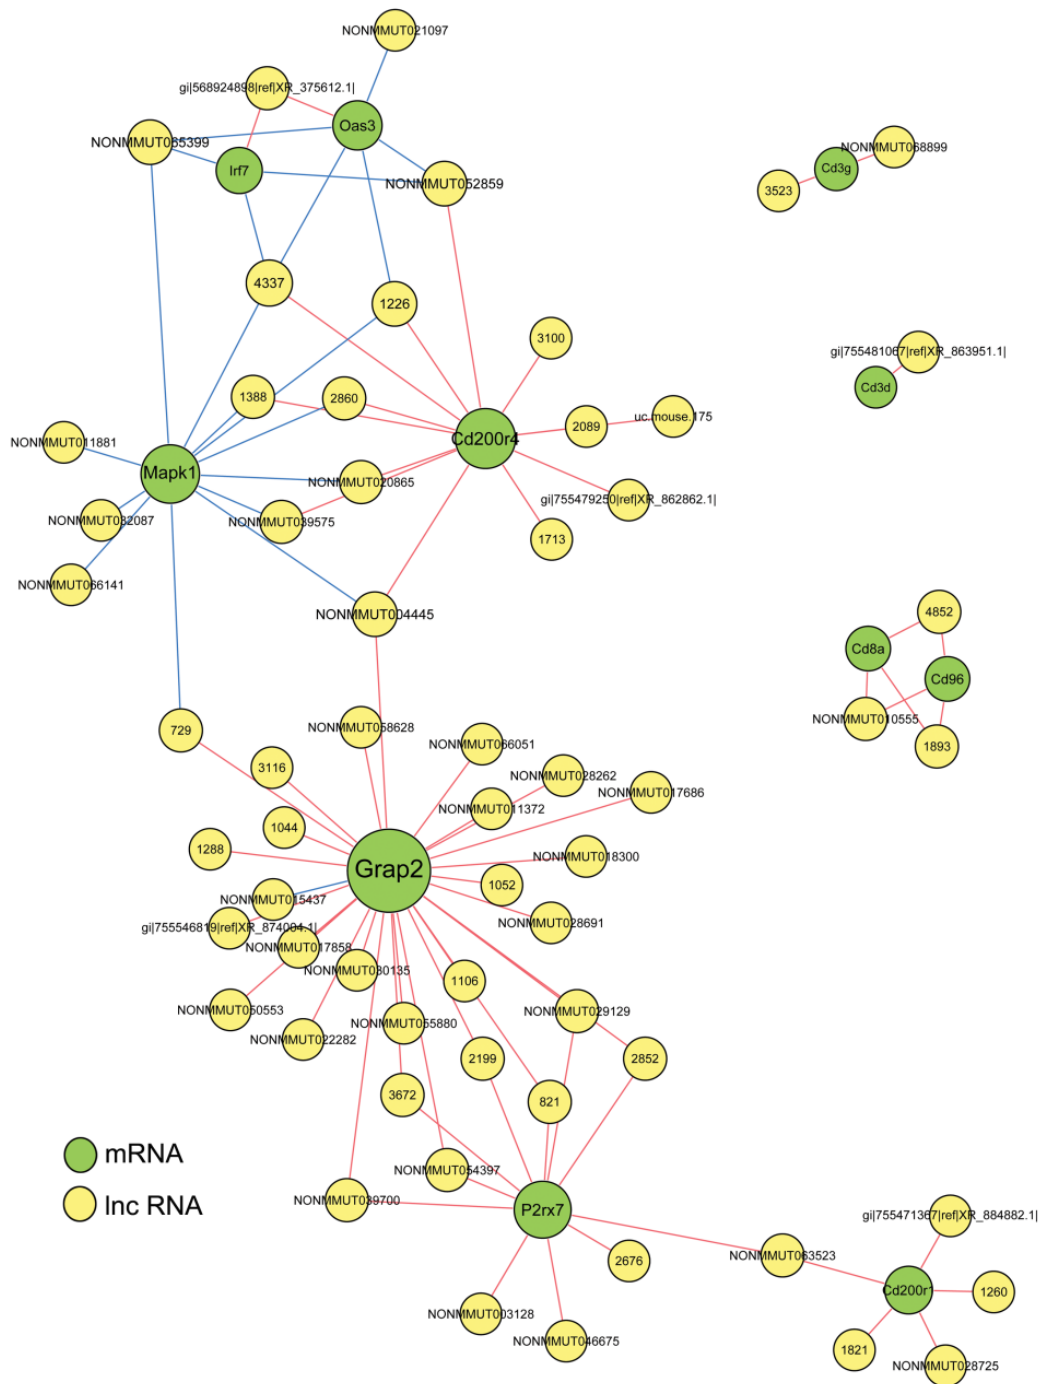 NONMMUT021097
gi|568924898|ref|XR_375612.1|
Oas3
NONMMUT065399
NONMMUT068899
Irf7
Cd3g
NONMMUT052859
3523
4337
1226
3100
gi|755481067|ref|XR_863951.1|
Cd3d
1388
2860
2089
uc.mouse.175
NONMMUT011881
Cd200r4
Mapk1
NONMMUT020865
gi|755479250|ref|XR_862862.1|
NONMMUT032087
NONMMUT039575
1713
NONMMUT066141
NONMMUT004445
4852
Cd8a
Cd96
NONMMUT010555
1893
729
NONMMUT058628
NONMMUT066051
3116
NONMMUT028262
NONMMUT017686
NONMMUT011372
1044
1288
NONMMUT018300
Grap2
1052
NONMMUT015437
NONMMUT028691
gi|755546819|ref|XR_874004.1|
NONMMUT017858
NONMMUT030135
1106
NONMMUT050553
NONMMUT029129
NONMMUT055880
NONMMUT022282
2199
2852
3672
821
mRNA
NONMMUT054397
lnc RNA
NONMMUT039700
P2rx7
gi|755471367|ref|XR_884882.1|
NONMMUT063523
2676
Cd200r1
1260
NONMMUT003128
NONMMUT046675
1821
NONMMUT028725